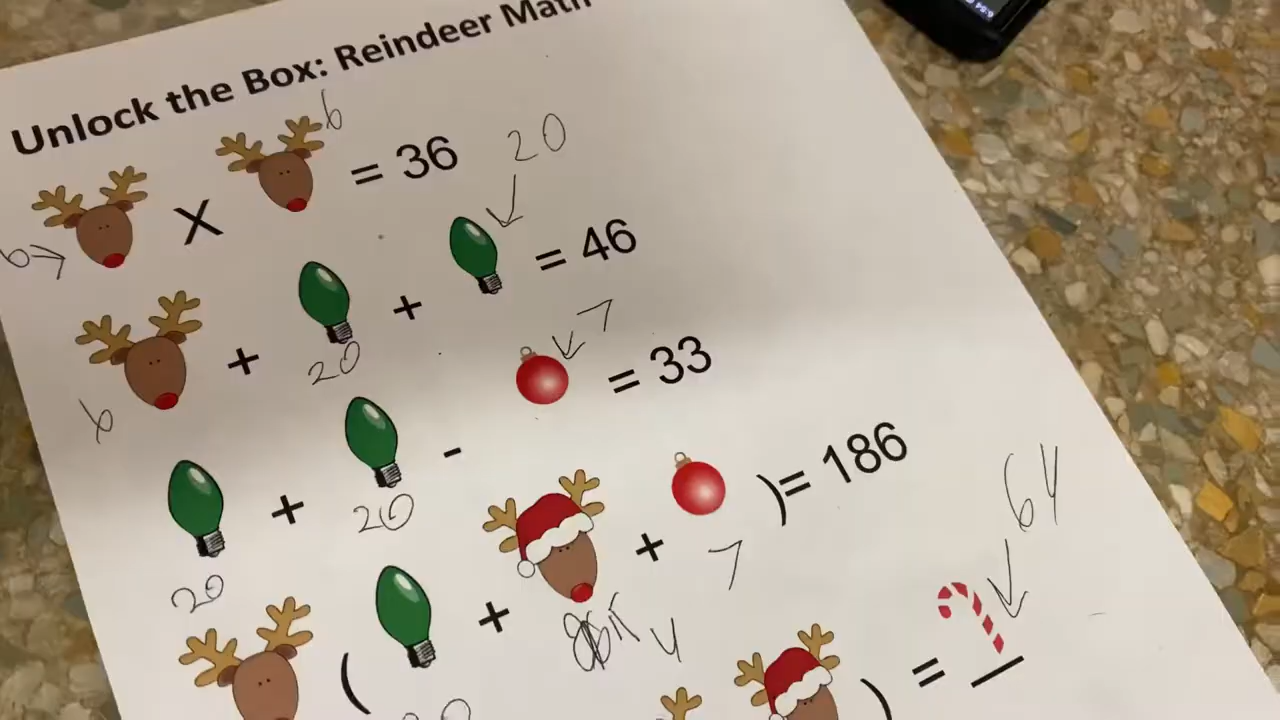 Unlock the Box: Reindeer Math
6
X = 36
20
6
+ + = 46
20
7
6
+ - = 33
20
20
( + + ) = 186
7
4
64
20
) = _